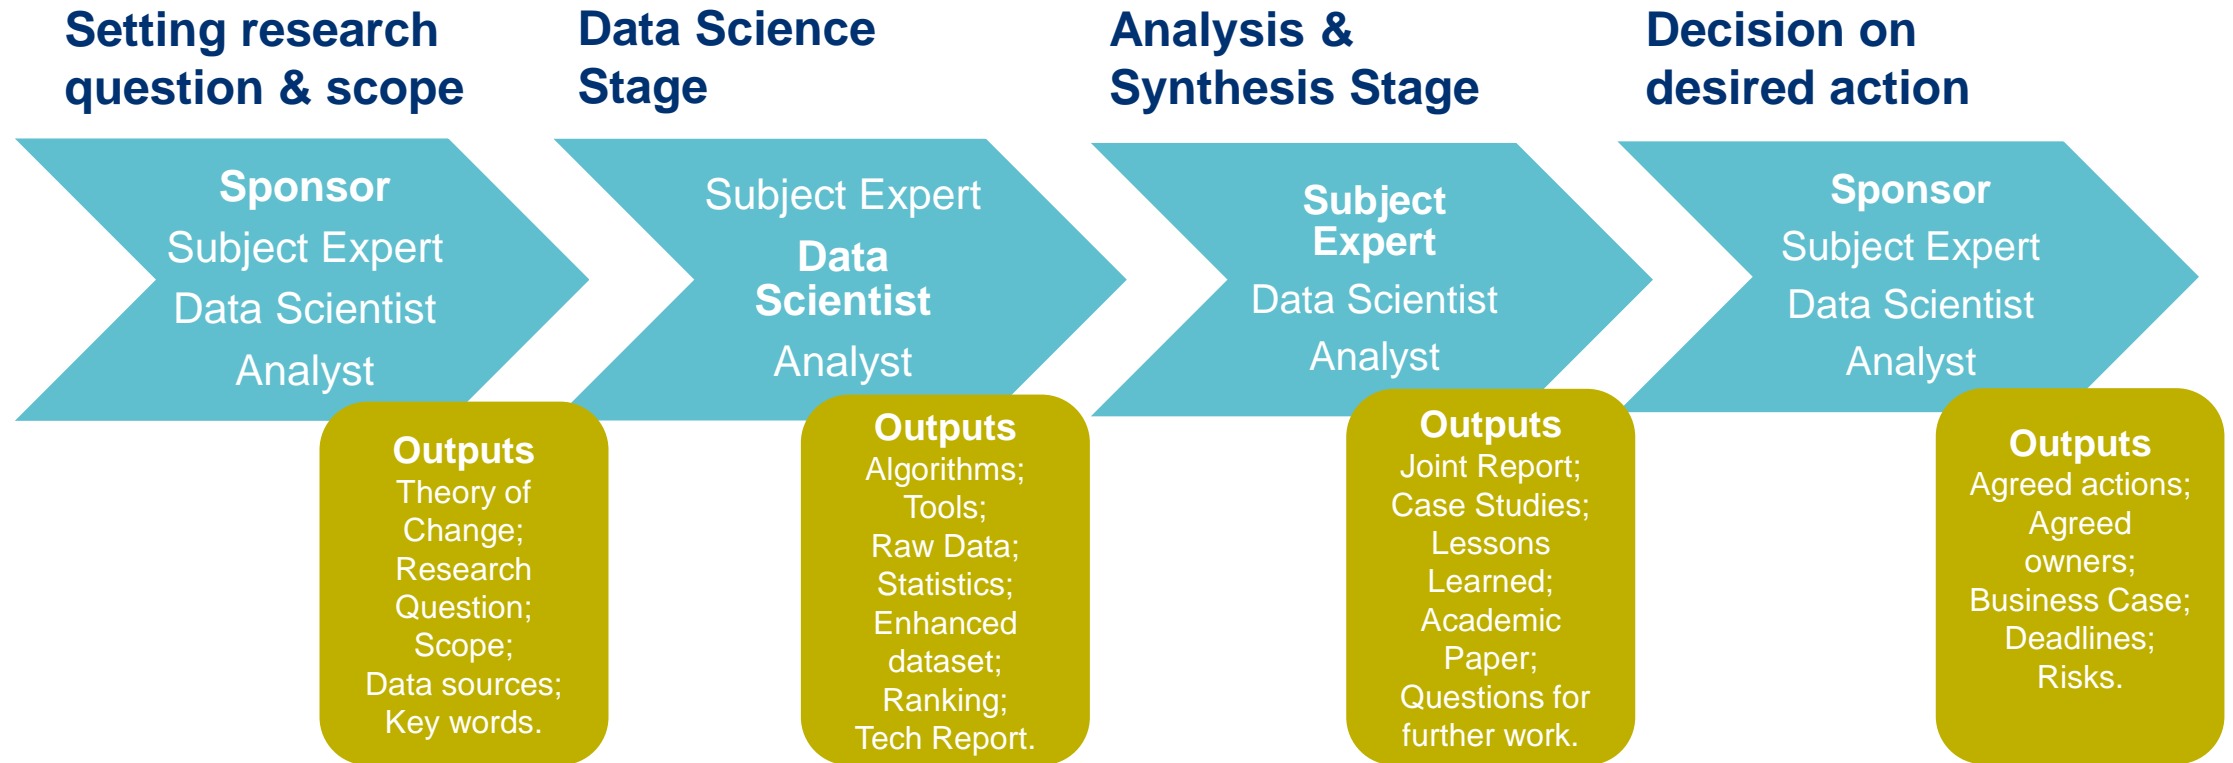 Setting research
question & scope
Data Science
Stage
Analysis &
Synthesis Stage
Decision on
desired action
Sponsor
Subject Expert
Data Scientist
Analyst
Subject Expert
Data
Scientist
Analyst
Subject
Expert
Data Scientist
Analyst
Sponsor
Subject Expert
Data Scientist
Analyst
Outputs
Theory of
Change;
Research
Question;
Scope;
Data sources;
Key words.
Outputs
Algorithms;
Tools;
Raw Data;
Statistics;
Enhanced
dataset;
Ranking;
Tech Report.
Outputs
Joint Report;
Case Studies;
Lessons
Learned;
Academic
Paper;
Questions for
further work.
Outputs
Agreed actions;
Agreed
owners;
Business Case;
Deadlines;
Risks.